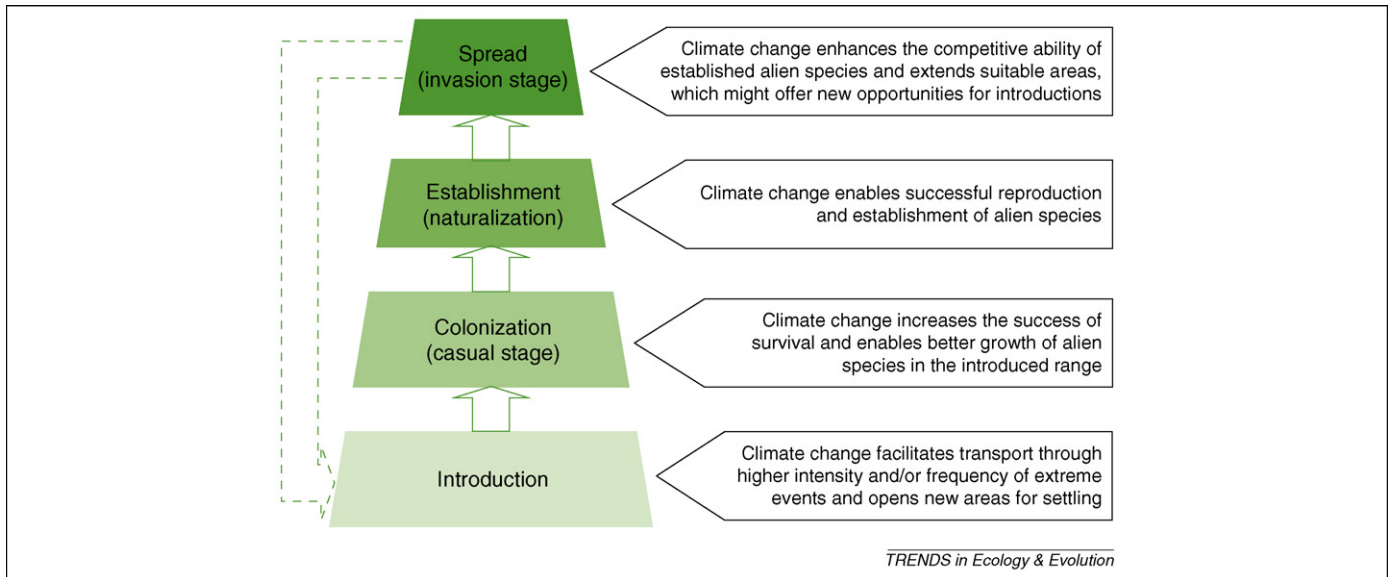 Spread
(invasion stage)
Climate change enhances the competitive ability of
established alien species and extends suitable areas,
which might offer new opportunities for introductions
Establishment
(naturalization)
Climate change enables successful reproduction
and establishment of alien species
Colonization
(casual stage)
Climate change increases the success of
survival and enables better growth of alien
species in the introduced range
Introduction
Climate change facilitates transport through
higher intensity and/or frequency of extreme
events and opens new areas for settling
TRENDS in Ecology & Evolution